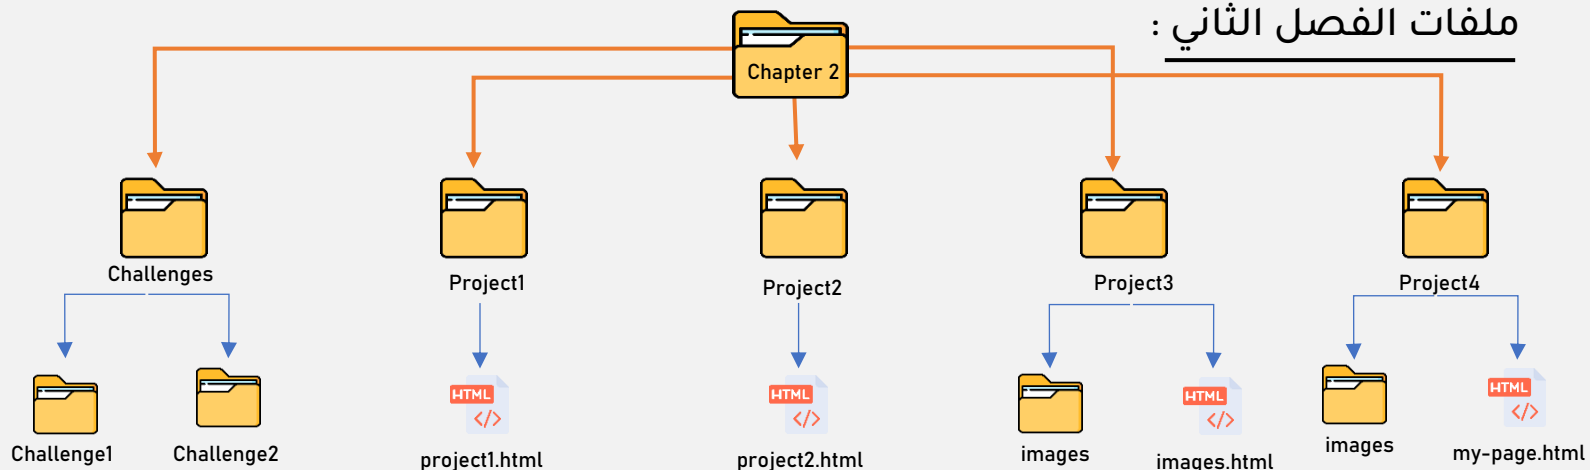 ملفات الفصل الثاني :
Chapter 2
Challenges
Project1
Project2
Project3
Project4
HTML
</>
HTML
</>
HTML
</>
HTML
</>
Challenge1
Challenge2
project1.html
project2.html
images
images.html
images
my-page.html